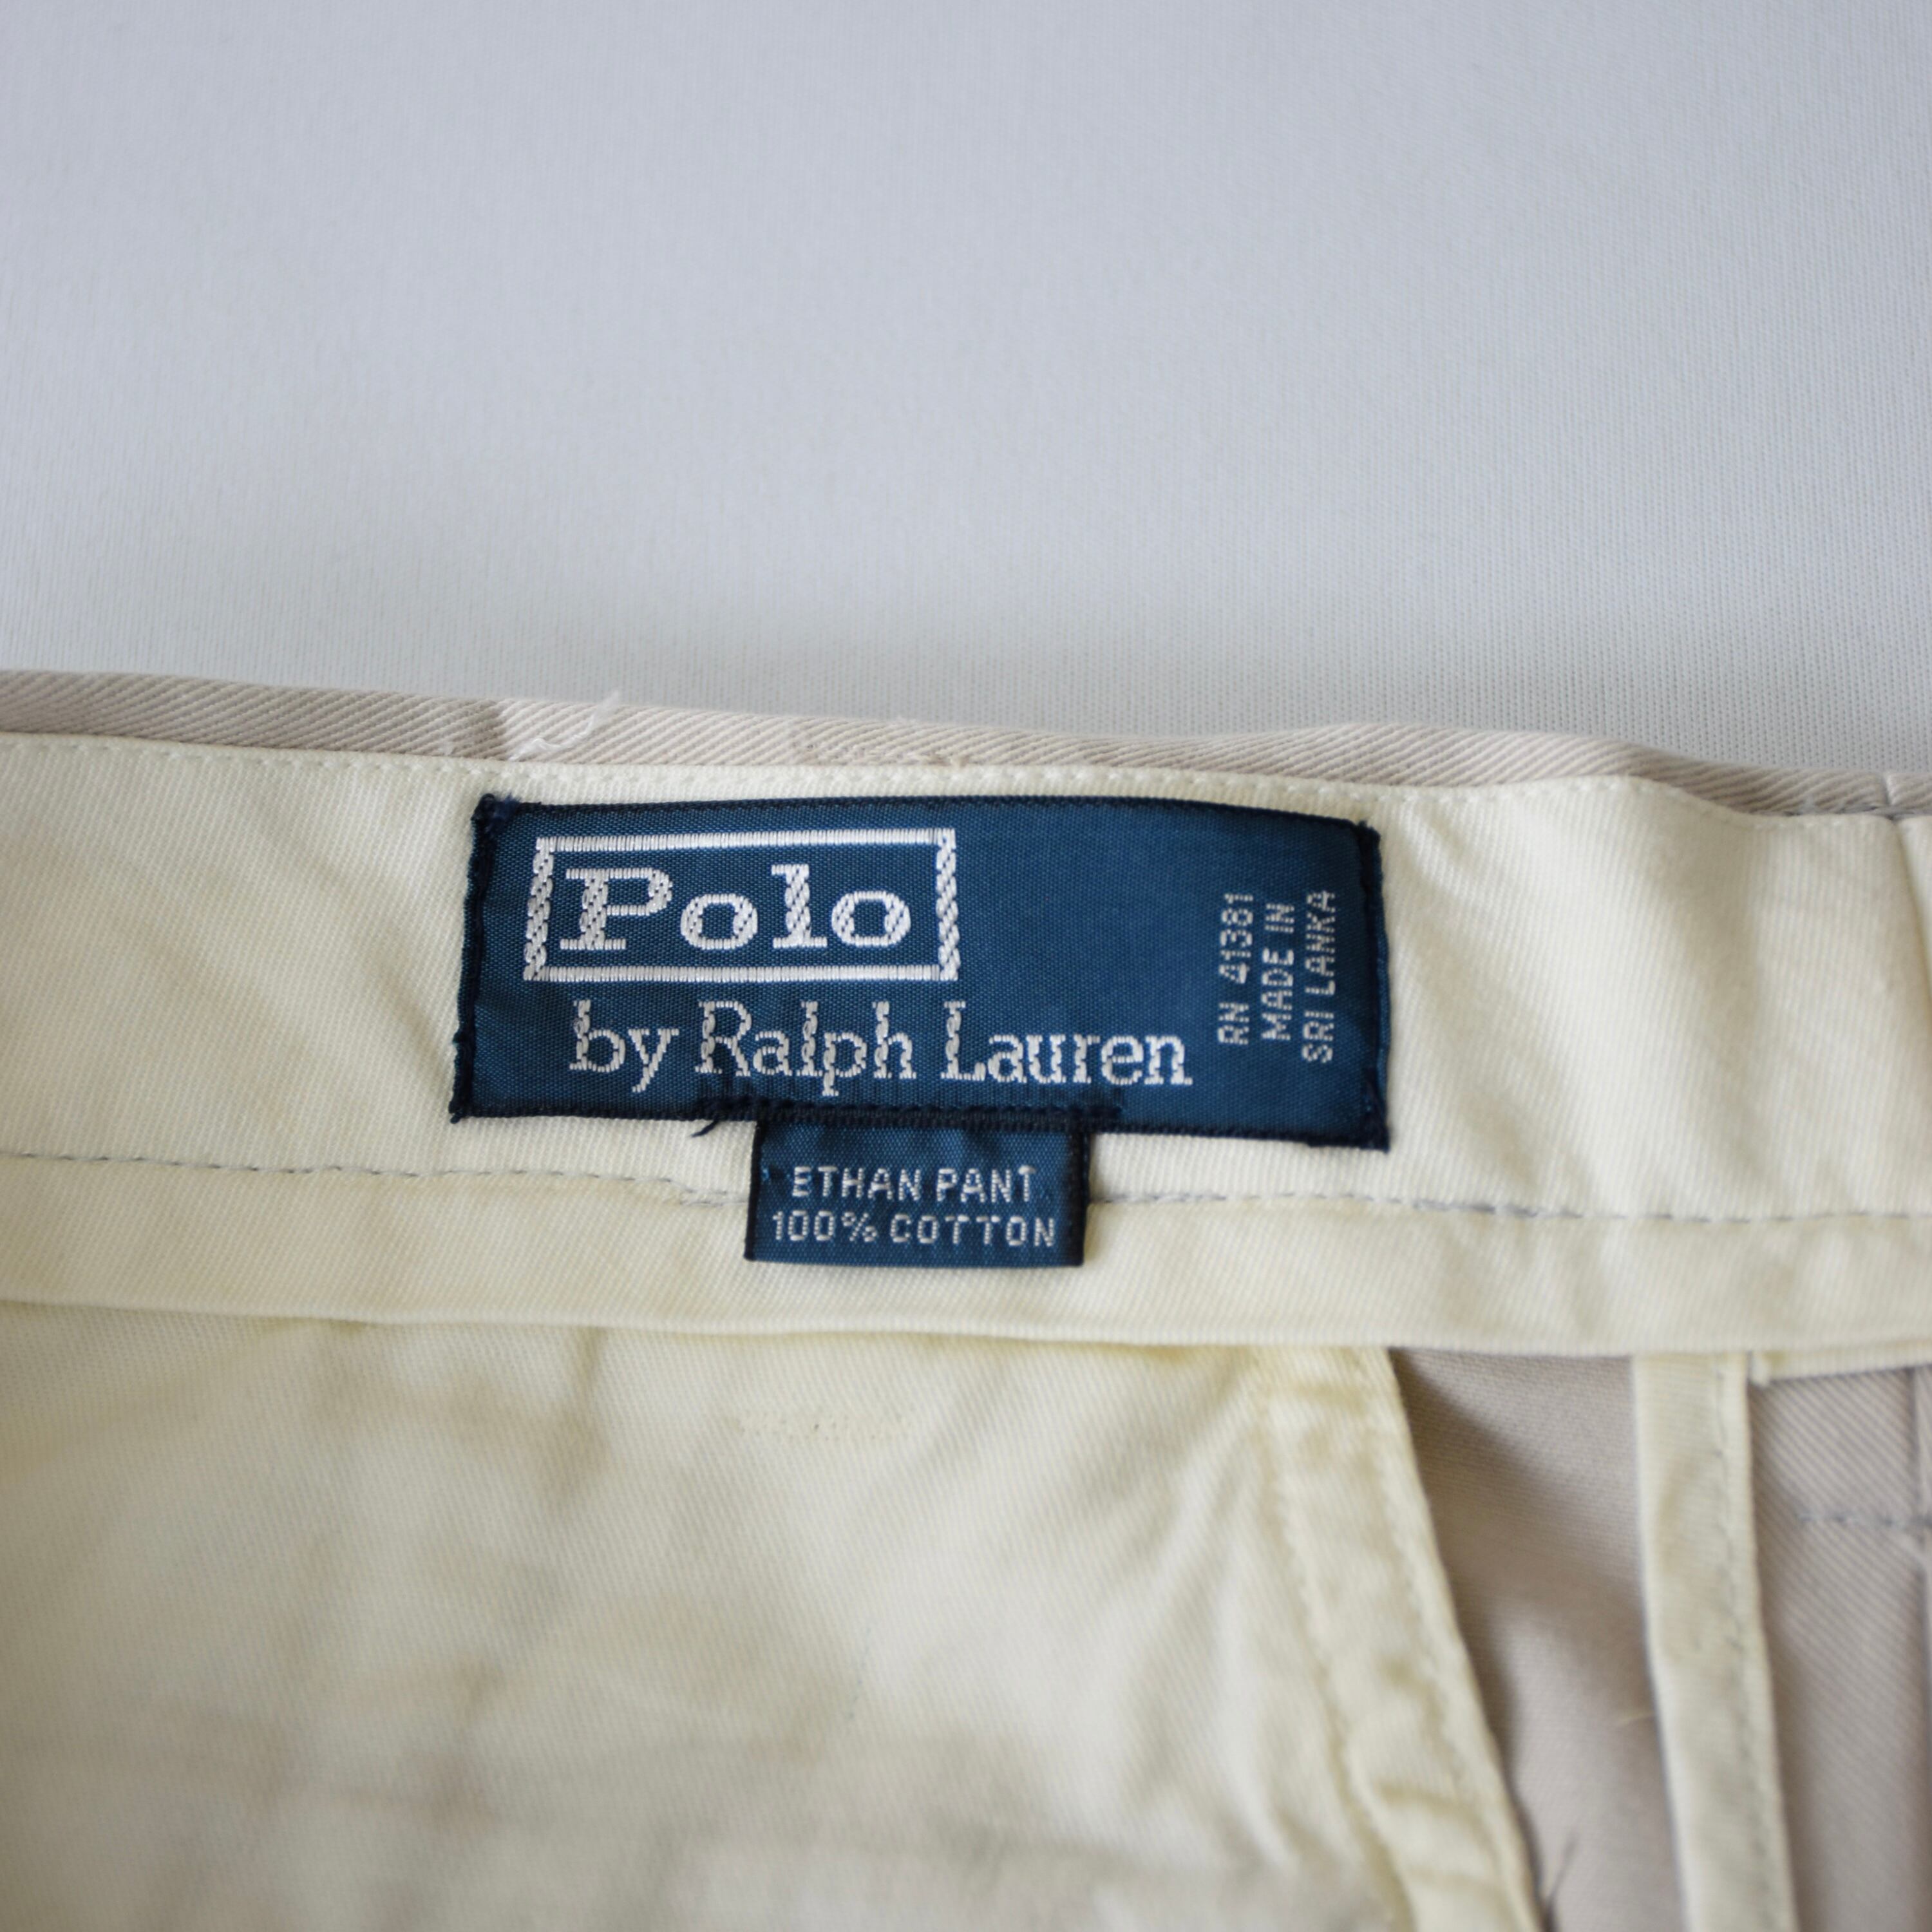 Polo
by Ralph Lauren
RN 41381
MADE IN
SRI LANKA
ETHAN PANT
100% COTTON